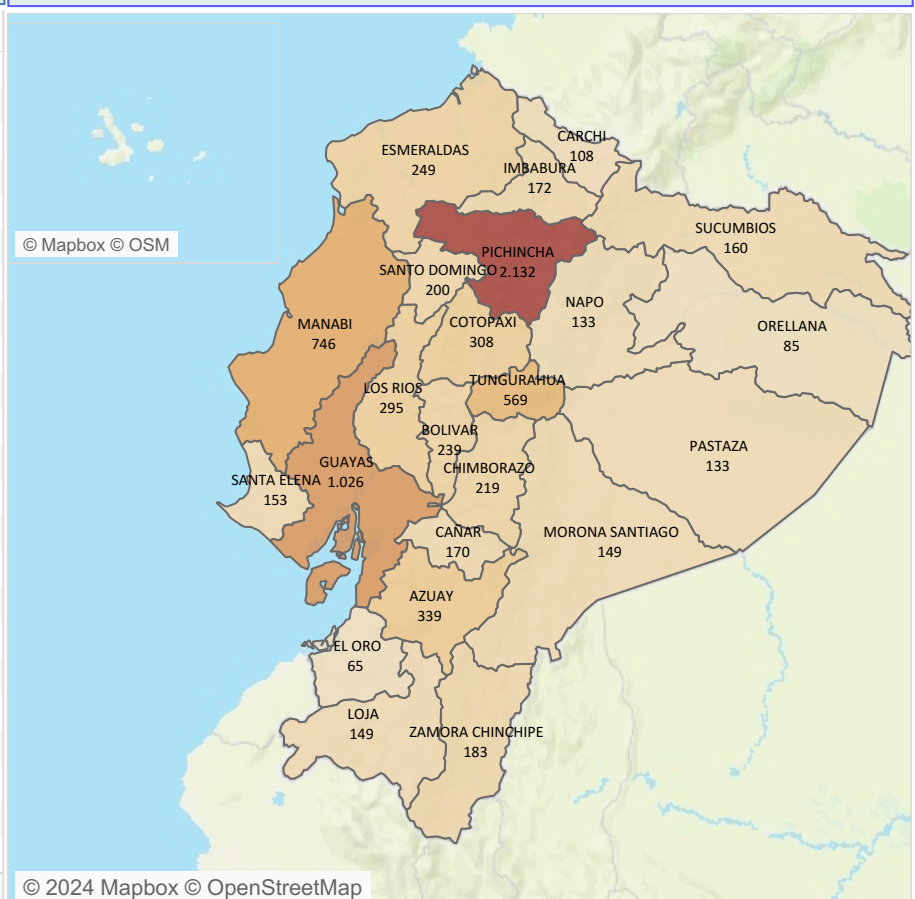 CARCHI
108
ESMERALDAS
249
IMBABURA
172
© Mapbox © OSM
SUCUMBIOS
160
PICHINCHA
2.132
SANTO DOMINGO
200
NAPO
133
MANABI
746
COTOPAXI
308
ORELLANA
85
TUNGURAHUA
569
LOS RIOS
295
BOLIVAR
239
PASTAZA
133
GUAYAS
1.026
CHIMBORAZO
219
SANTA ELENA
153
CAÑAR
170
MORONA SANTIAGO
149
AZUAY
339
EL ORO
65
LOJA
149
ZAMORA CHINCHIPE
183
© 2024 Mapbox © OpenStreetMap